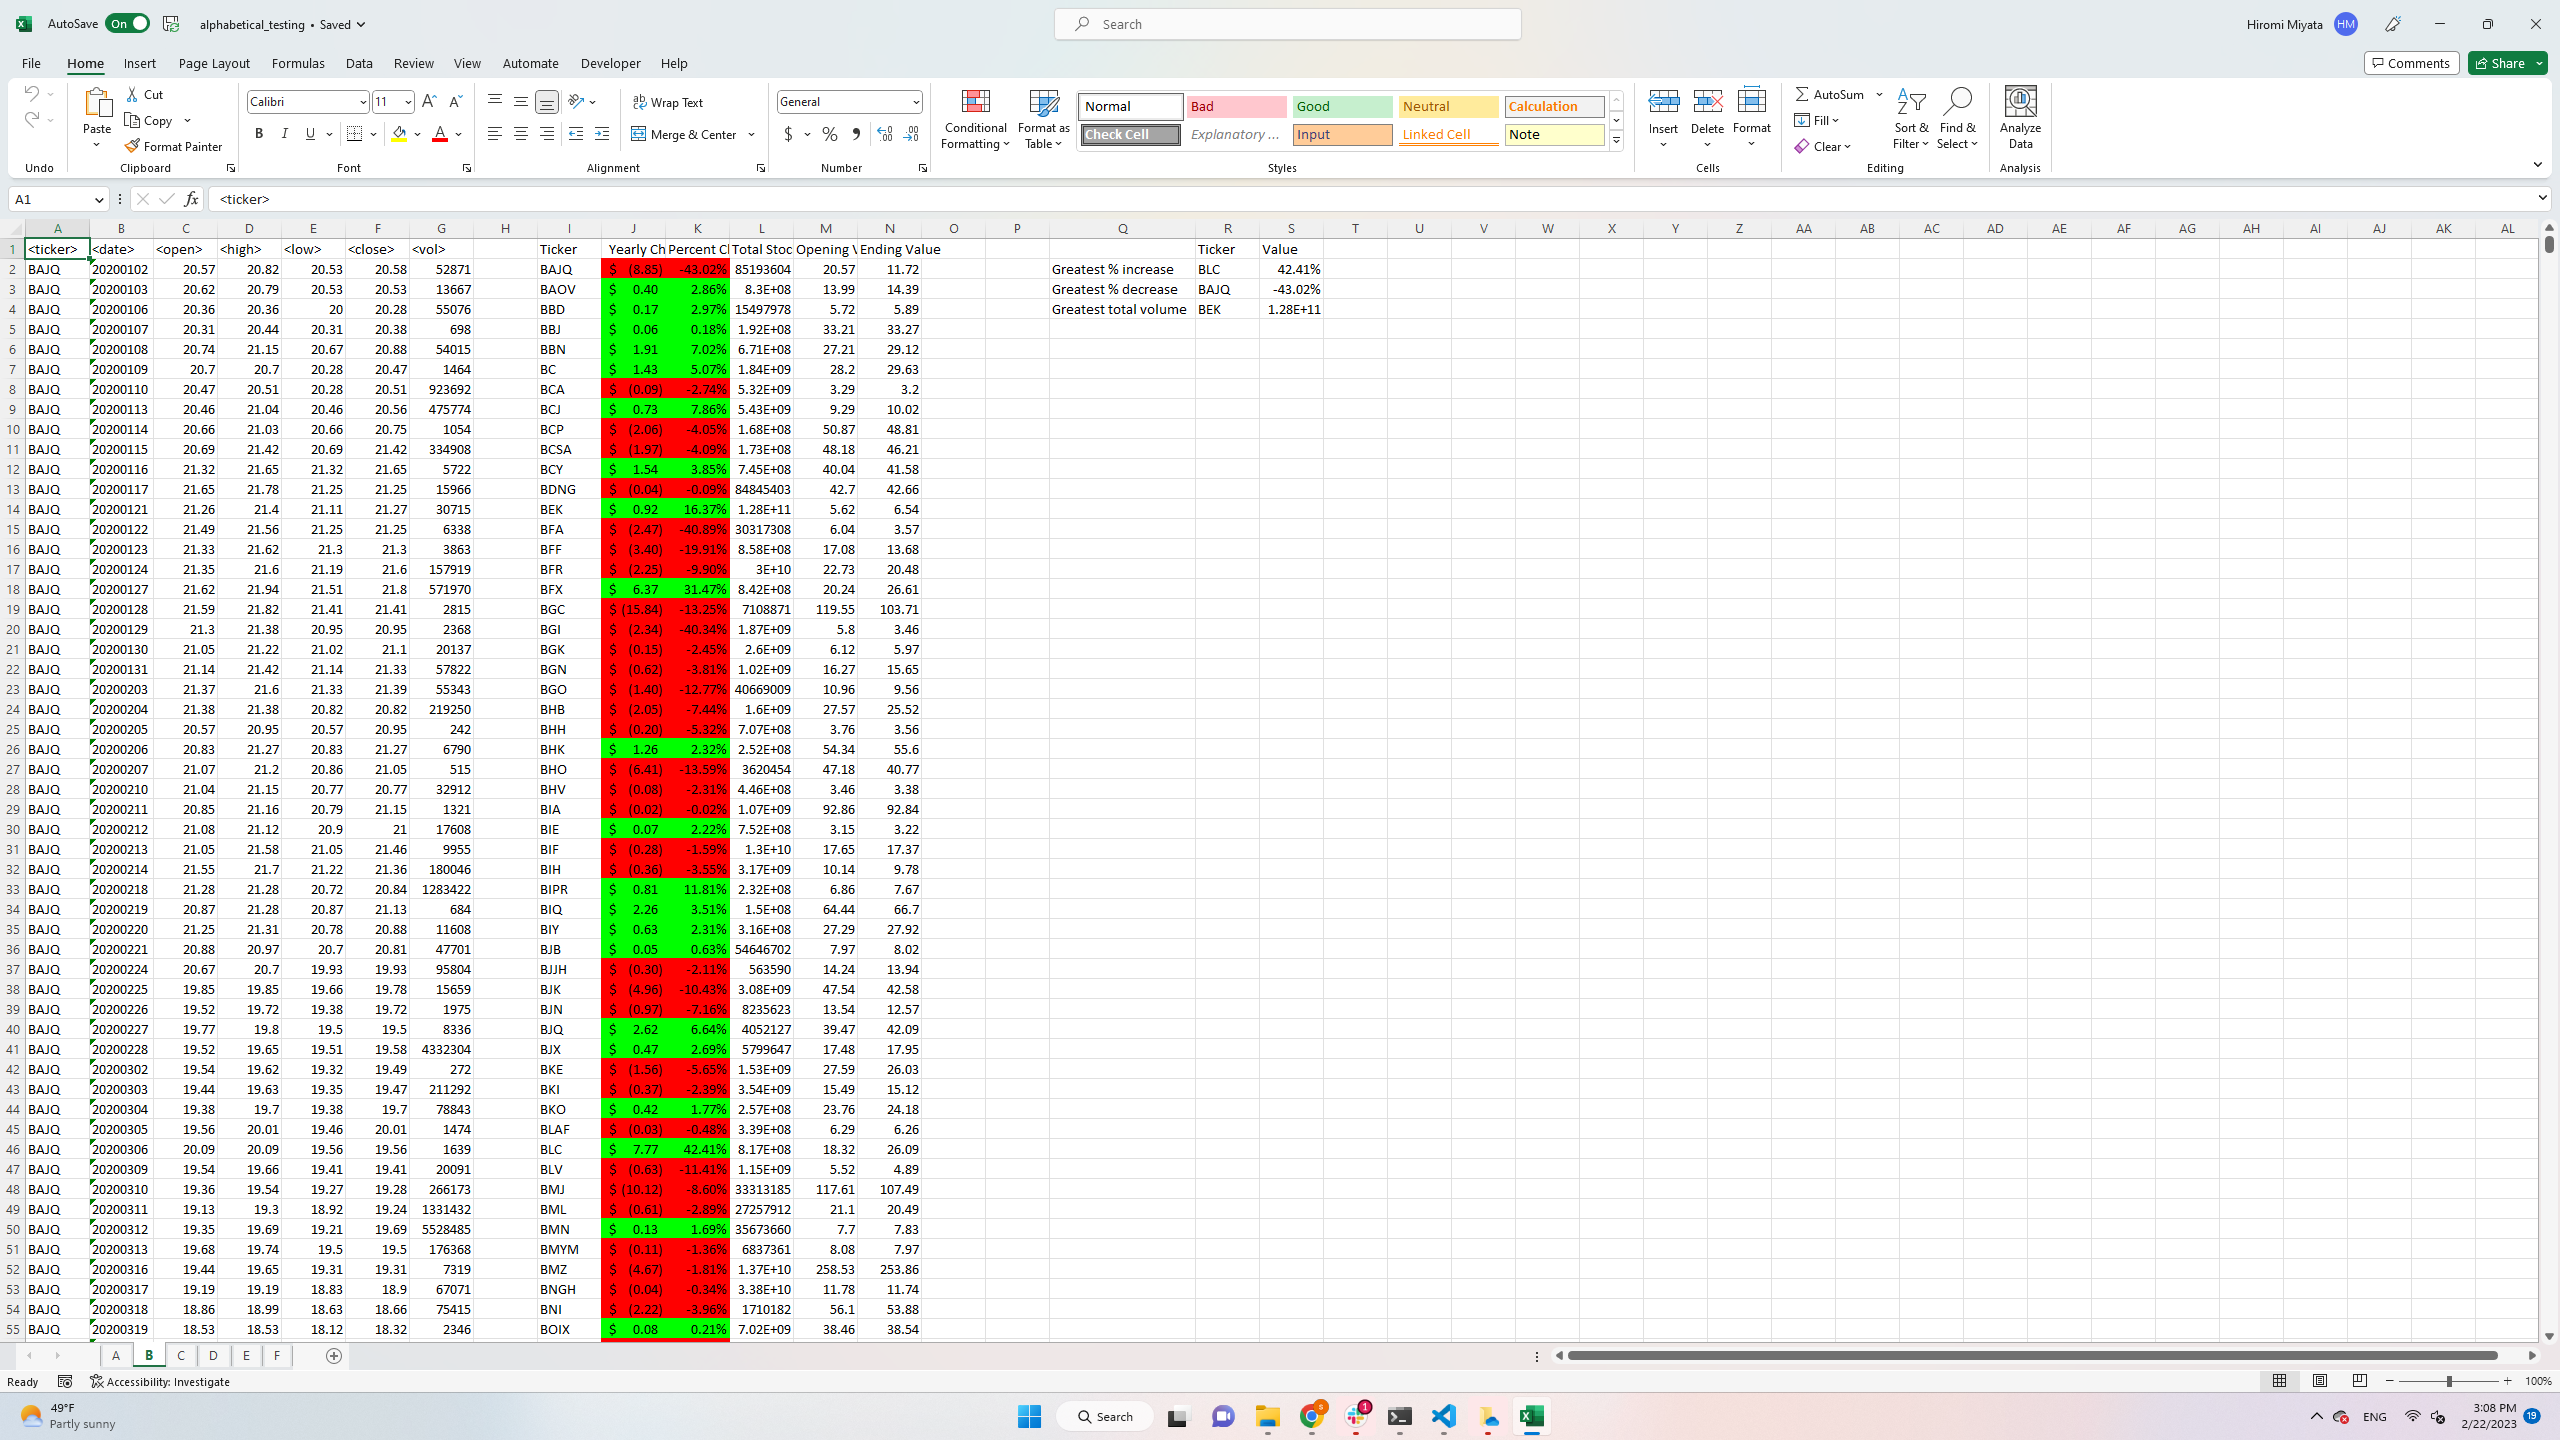 AutoSave On alphabetical_testing • Saved Search Hiromi Miyata HM
File Home Insert Page Layout Formulas Data Review View Automate Developer Help Comments Share
Cut Calibri 11 Wrap Text General Normal Bad Good Neutral Calculation AutoSum
Paste Copy Conditional Formatting Format as Table Insert Delete Format Fill Sort & Filter Find & Select Analyze Data
Format Painter B I U Merge & Center $ % Check Cell Explanatory ... Input Linked Cell Note Clear
Undo Clipboard Font Alignment Number Styles Cells Editing Analysis
A1 fx <ticker>
A B C D E F G H I J K L M N O P Q R S T U V W X Y Z AA AB AC AD AE AF AG AH AI AJ AK AL
1 <ticker> <date> <open> <high> <low> <close> <vol> Ticker Yearly Ch Percent Cl Total Stoc Opening V Ending Value Ticker Value
2 BAJQ 20200102 20.57 20.82 20.53 20.58 52871 BAJQ $ (8.85) -43.02% 85193604 20.57 11.72 Greatest % increase BLC 42.41%
3 BAJQ 20200103 20.62 20.79 20.53 20.53 13667 BAOV $ 0.40 2.86% 8.3E+08 13.99 14.39 Greatest % decrease BAJQ -43.02%
4 BAJQ 20200106 20.36 20.36 20 20.28 55076 BBD $ 0.17 2.97% 15497978 5.72 5.89 Greatest total volume BEK 1.28E+11
5 BAJQ 20200107 20.31 20.44 20.31 20.38 698 BBJ $ 0.06 0.18% 1.92E+08 33.21 33.27
6 BAJQ 20200108 20.74 21.15 20.67 20.88 54015 BBN $ 1.91 7.02% 6.71E+08 27.21 29.12
7 BAJQ 20200109 20.7 20.7 20.28 20.47 1464 BC $ 1.43 5.07% 1.84E+09 28.2 29.63
8 BAJQ 20200110 20.47 20.51 20.28 20.51 923692 BCA $ (0.09) -2.74% 5.32E+09 3.29 3.2
9 BAJQ 20200113 20.46 21.04 20.46 20.56 475774 BCJ $ 0.73 7.86% 5.43E+09 9.29 10.02
10 BAJQ 20200114 20.66 21.03 20.66 20.75 1054 BCP $ (2.06) -4.05% 1.68E+08 50.87 48.81
11 BAJQ 20200115 20.69 21.42 20.69 21.42 334908 BCSA $ (1.97) -4.09% 1.73E+08 48.18 46.21
12 BAJQ 20200116 21.32 21.65 21.32 21.65 5722 BCY $ 1.54 3.85% 7.45E+08 40.04 41.58
13 BAJQ 20200117 21.65 21.78 21.25 21.25 15966 BDNG $ (0.04) -0.09% 84845403 42.7 42.66
14 BAJQ 20200121 21.26 21.4 21.11 21.27 30715 BEK $ 0.92 16.37% 1.28E+11 5.62 6.54
15 BAJQ 20200122 21.49 21.56 21.25 21.25 6338 BFA $ (2.47) -40.89% 30317308 6.04 3.57
16 BAJQ 20200123 21.33 21.62 21.3 21.3 3863 BFF $ (3.40) -19.91% 8.58E+08 17.08 13.68
17 BAJQ 20200124 21.35 21.6 21.19 21.6 157919 BFR $ (2.25) -9.90% 3E+10 22.73 20.48
18 BAJQ 20200127 21.62 21.94 21.51 21.8 571970 BFX $ 6.37 31.47% 8.42E+08 20.24 26.61
19 BAJQ 20200128 21.59 21.82 21.41 21.41 2815 BGC $ (15.84) -13.25% 7108871 119.55 103.71
20 BAJQ 20200129 21.3 21.38 20.95 20.95 2368 BGI $ (2.34) -40.34% 1.87E+09 5.8 3.46
21 BAJQ 20200130 21.05 21.22 21.02 21.1 20137 BGK $ (0.15) -2.45% 2.6E+09 6.12 5.97
22 BAJQ 20200131 21.14 21.42 21.14 21.33 57822 BGN $ (0.62) -3.81% 1.02E+09 16.27 15.65
23 BAJQ 20200203 21.37 21.6 21.33 21.39 55343 BGO $ (1.40) -12.77% 40669009 10.96 9.56
24 BAJQ 20200204 21.38 21.38 20.82 20.82 219250 BHB $ (2.05) -7.44% 1.6E+09 27.57 25.52
25 BAJQ 20200205 20.57 20.95 20.57 20.95 242 BHH $ (0.20) -5.32% 7.07E+08 3.76 3.56
26 BAJQ 20200206 20.83 21.27 20.83 21.27 6790 BHK $ 1.26 2.32% 2.52E+08 54.34 55.6
27 BAJQ 20200207 21.07 21.2 20.86 21.05 515 BHO $ (6.41) -13.59% 3620454 47.18 40.77
28 BAJQ 20200210 21.04 21.15 20.77 20.77 32912 BHV $ (0.08) -2.31% 4.46E+08 3.46 3.38
29 BAJQ 20200211 20.85 21.16 20.79 21.15 1321 BIA $ (0.02) -0.02% 1.07E+09 92.86 92.84
30 BAJQ 20200212 21.08 21.12 20.9 21 17608 BIE $ 0.07 2.22% 7.52E+08 3.15 3.22
31 BAJQ 20200213 21.05 21.58 21.05 21.46 9955 BIF $ (0.28) -1.59% 1.3E+10 17.65 17.37
32 BAJQ 20200214 21.55 21.7 21.22 21.36 180046 BIH $ (0.36) -3.55% 3.17E+09 10.14 9.78
33 BAJQ 20200218 21.28 21.28 20.72 20.84 1283422 BIPR $ 0.81 11.81% 2.32E+08 6.86 7.67
34 BAJQ 20200219 20.87 21.28 20.87 21.13 684 BIQ $ 2.26 3.51% 1.5E+08 64.44 66.7
35 BAJQ 20200220 21.25 21.31 20.78 20.88 11608 BIY $ 0.63 2.31% 3.16E+08 27.29 27.92
36 BAJQ 20200221 20.88 20.97 20.7 20.81 47701 BJB $ 0.05 0.63% 54646702 7.97 8.02
37 BAJQ 20200224 20.67 20.7 19.93 19.93 95804 BJJH $ (0.30) -2.11% 563590 14.24 13.94
38 BAJQ 20200225 19.85 19.85 19.66 19.78 15659 BJK $ (4.96) -10.43% 3.08E+09 47.54 42.58
39 BAJQ 20200226 19.52 19.72 19.38 19.72 1975 BJN $ (0.97) -7.16% 8235623 13.54 12.57
40 BAJQ 20200227 19.77 19.8 19.5 19.5 8336 BJQ $ 2.62 6.64% 4052127 39.47 42.09
41 BAJQ 20200228 19.52 19.65 19.51 19.58 4332304 BJX $ 0.47 2.69% 5799647 17.48 17.95
42 BAJQ 20200302 19.54 19.62 19.32 19.49 272 BKE $ (1.56) -5.65% 1.53E+09 27.59 26.03
43 BAJQ 20200303 19.44 19.63 19.35 19.47 211292 BKI $ (0.37) -2.39% 3.54E+09 15.49 15.12
44 BAJQ 20200304 19.38 19.7 19.38 19.7 78843 BKO $ 0.42 1.77% 2.57E+08 23.76 24.18
45 BAJQ 20200305 19.56 20.01 19.46 20.01 1474 BLAF $ (0.03) -0.48% 3.39E+08 6.29 6.26
46 BAJQ 20200306 20.09 20.09 19.56 19.56 1639 BLC $ 7.77 42.41% 8.17E+08 18.32 26.09
47 BAJQ 20200309 19.54 19.66 19.41 19.41 20091 BLV $ (0.63) -11.41% 1.15E+09 5.52 4.89
48 BAJQ 20200310 19.36 19.54 19.27 19.28 266173 BMJ $ (10.12) -8.60% 33313185 117.61 107.49
49 BAJQ 20200311 19.13 19.3 18.92 19.24 1331432 BML $ (0.61) -2.89% 27257912 21.1 20.49
50 BAJQ 20200312 19.35 19.69 19.21 19.69 5528485 BMN $ 0.13 1.69% 35673660 7.7 7.83
51 BAJQ 20200313 19.68 19.74 19.5 19.5 176368 BMYM $ (0.11) -1.36% 6837361 8.08 7.97
52 BAJQ 20200316 19.44 19.65 19.31 19.31 7319 BMZ $ (4.67) -1.81% 1.37E+10 258.53 253.86
53 BAJQ 20200317 19.19 19.19 18.83 18.9 67071 BNGH $ (0.04) -0.34% 3.38E+10 11.78 11.74
54 BAJQ 20200318 18.86 18.99 18.63 18.66 75415 BNI $ (2.22) -3.96% 1710182 56.1 53.88
55 BAJQ 20200319 18.53 18.53 18.12 18.32 2346 BOIX $ 0.08 0.21% 7.02E+09 38.46 38.54
A B C D E F
Ready Accessibility: Investigate 100%
49°F Search 1 ENG 3:08 PM 19
Partly sunny 2/22/2023